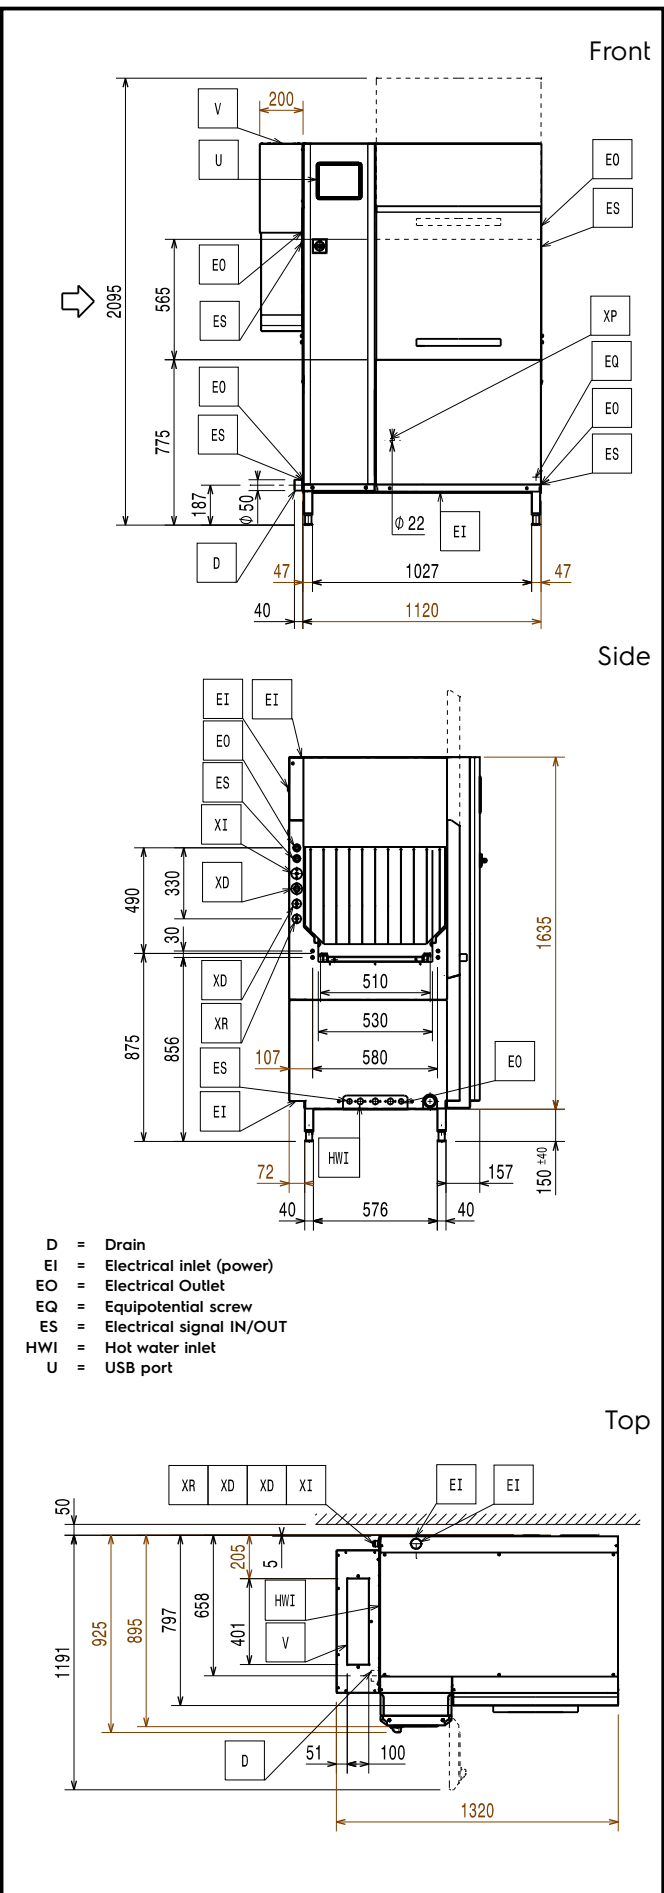 Front
200
V
U
EO
ES
EO
ES
2095
565
XP
EQ
EO
ES
EO
ES
775
187
Ø 50
Ø 22
EI
D
47
1027
47
40
1120
Side
EI
EI
EO
ES
XI
XD
490
330
30
1635
XD
XR
510
530
875
856
107
580
ES
EO
EI
HWI
72
157
150 ±40
40
576
40
D = Drain
EI = Electrical inlet (power)
EO = Electrical Outlet
EQ = Equipotential screw
ES = Electrical signal IN/OUT
HWI = Hot water inlet
U = USB port
Top
XR XD XD XI
EI
EI
50
205
5
HWI
V
1191
925
895
797
658
401
51
100
D
1320